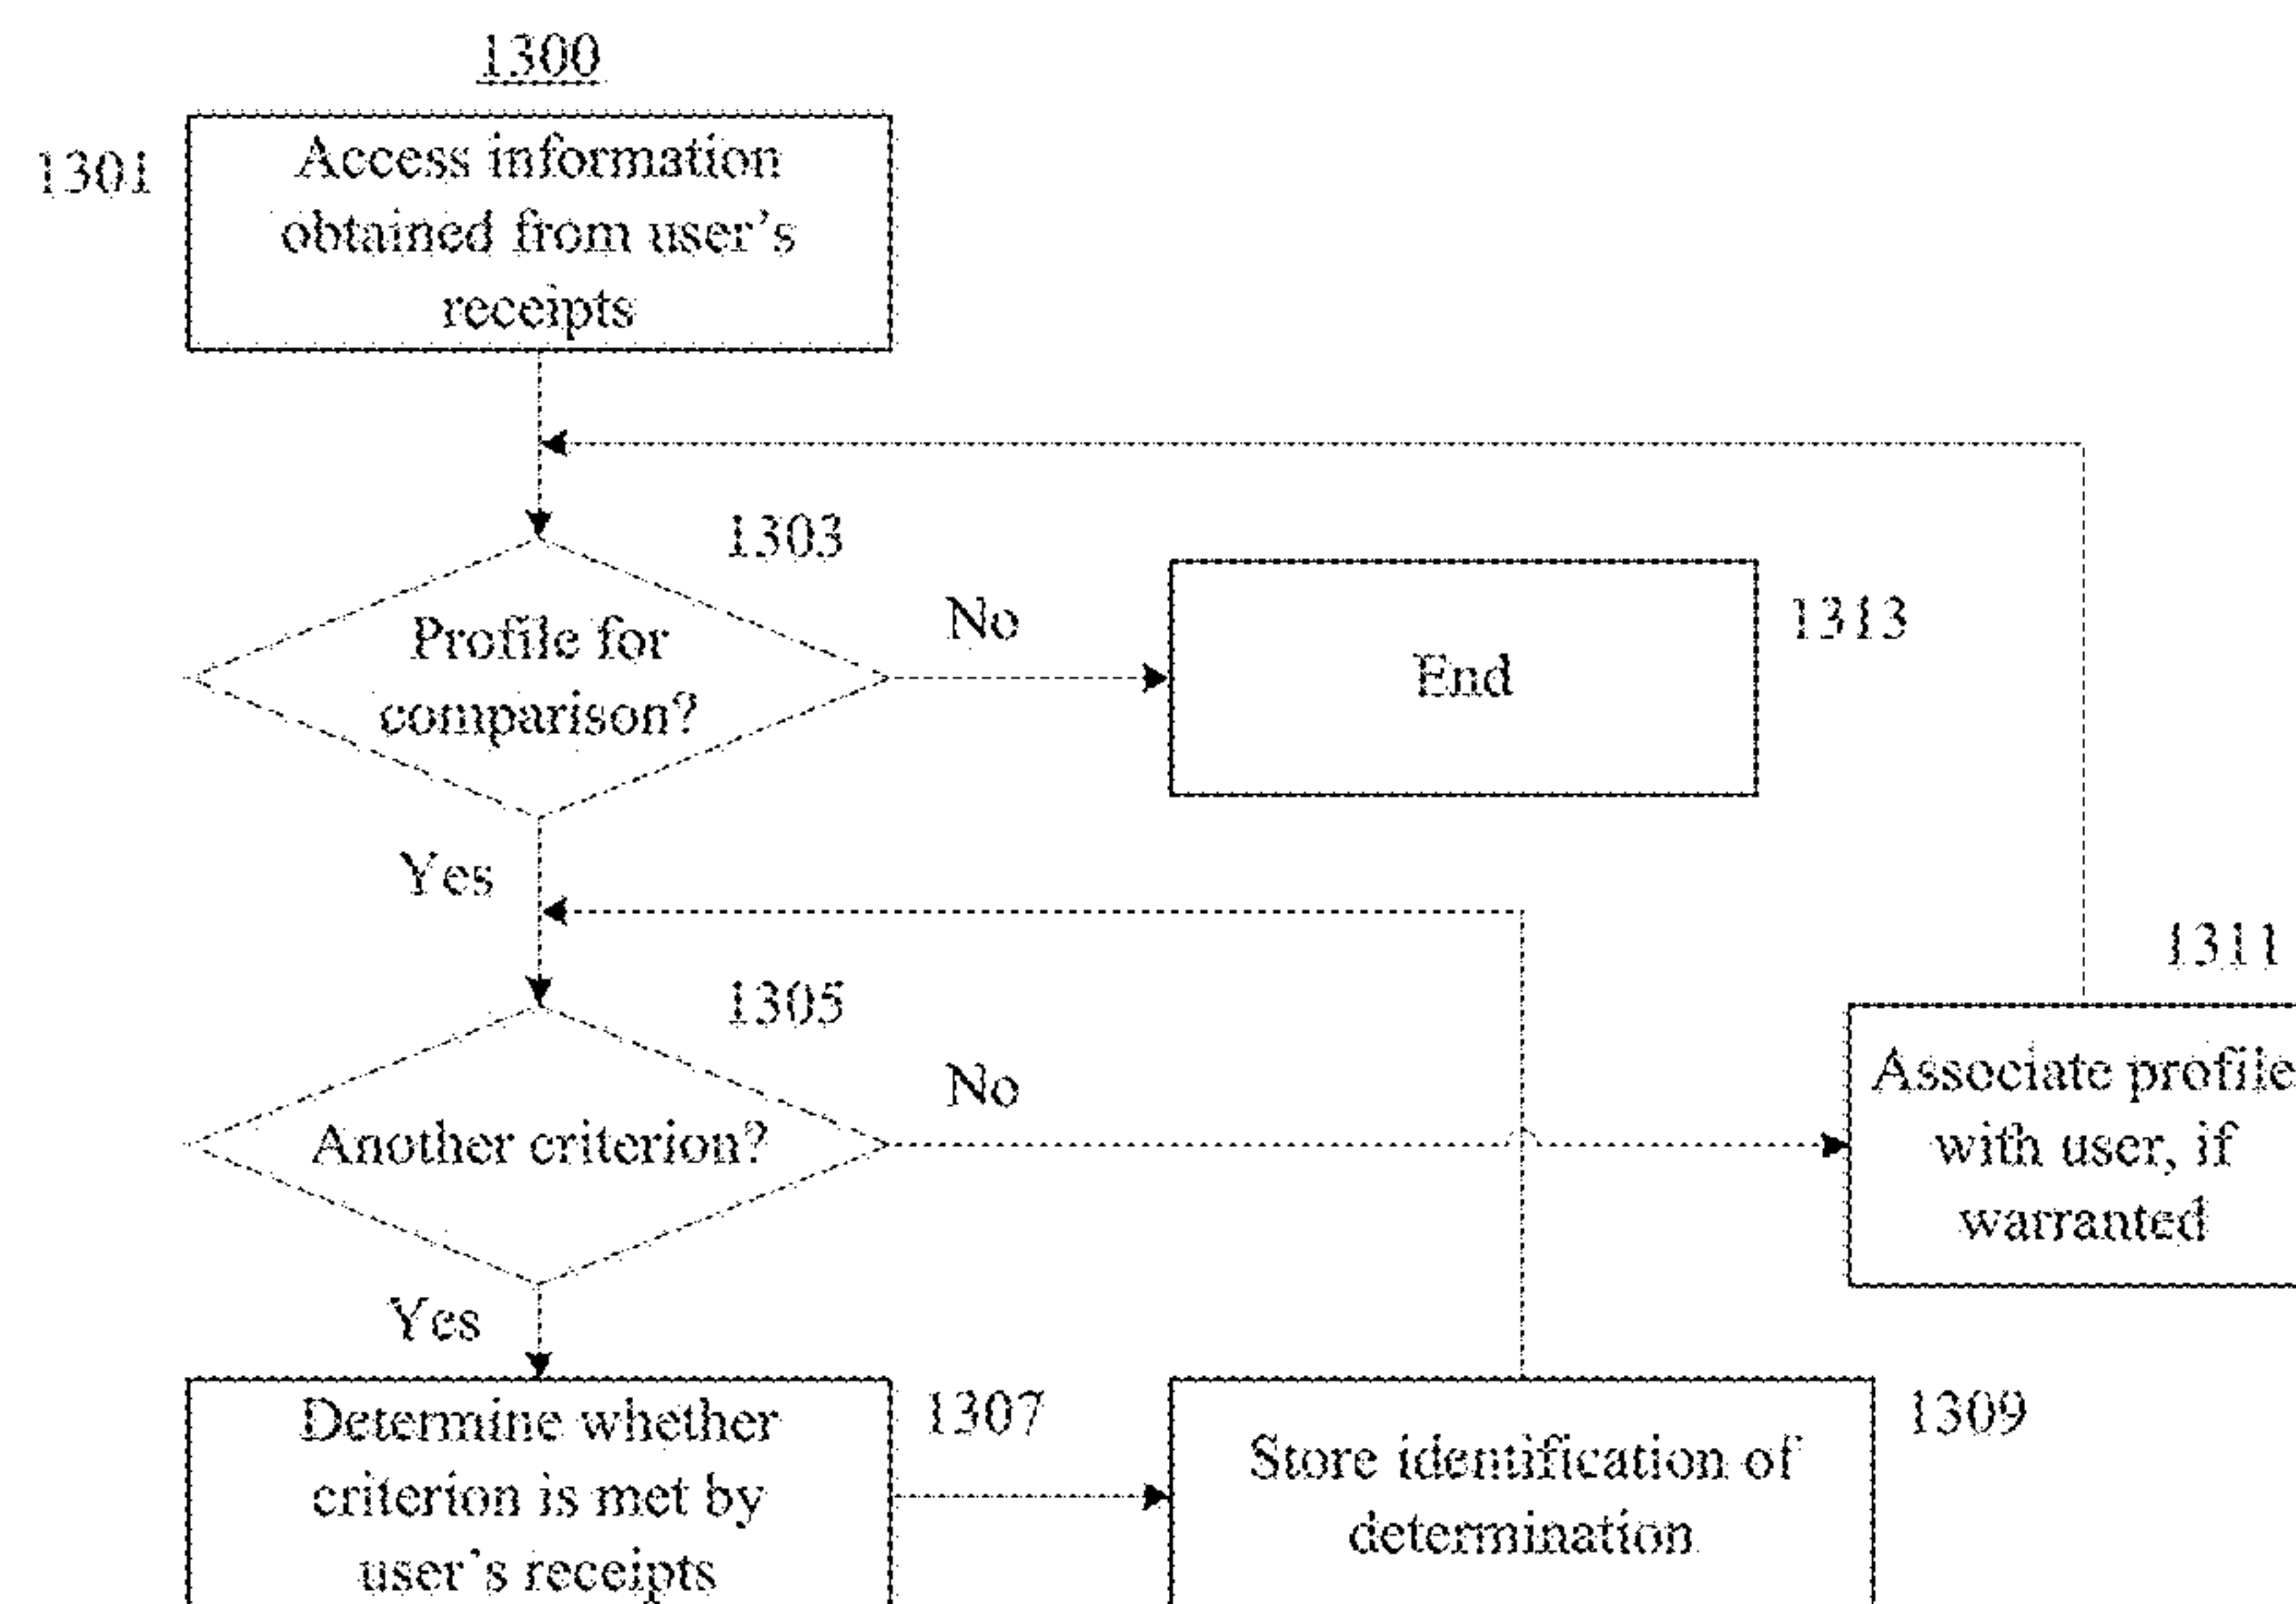 1300
1301
Access information
obtained from user's
receipts
1303
Profile for
comparison?
No
End
1313
Yes
1305
Another criterion?
No
1311
Associate profile
with user, if
warranted
Yes
Determine whether
criterion is met by
user's receipts
1307
Store identification of
determination
1309